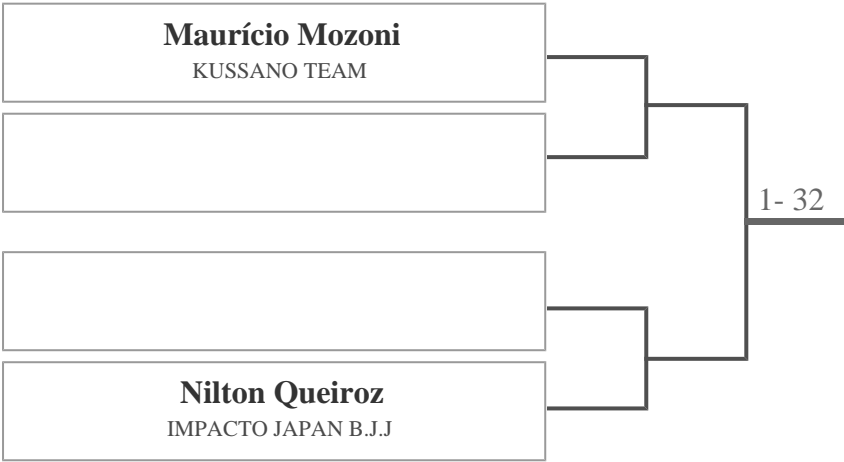 Maurício Mozoni
KUSSANO TEAM
1- 32
Nilton Queiroz
IMPACTO JAPAN B.J.J